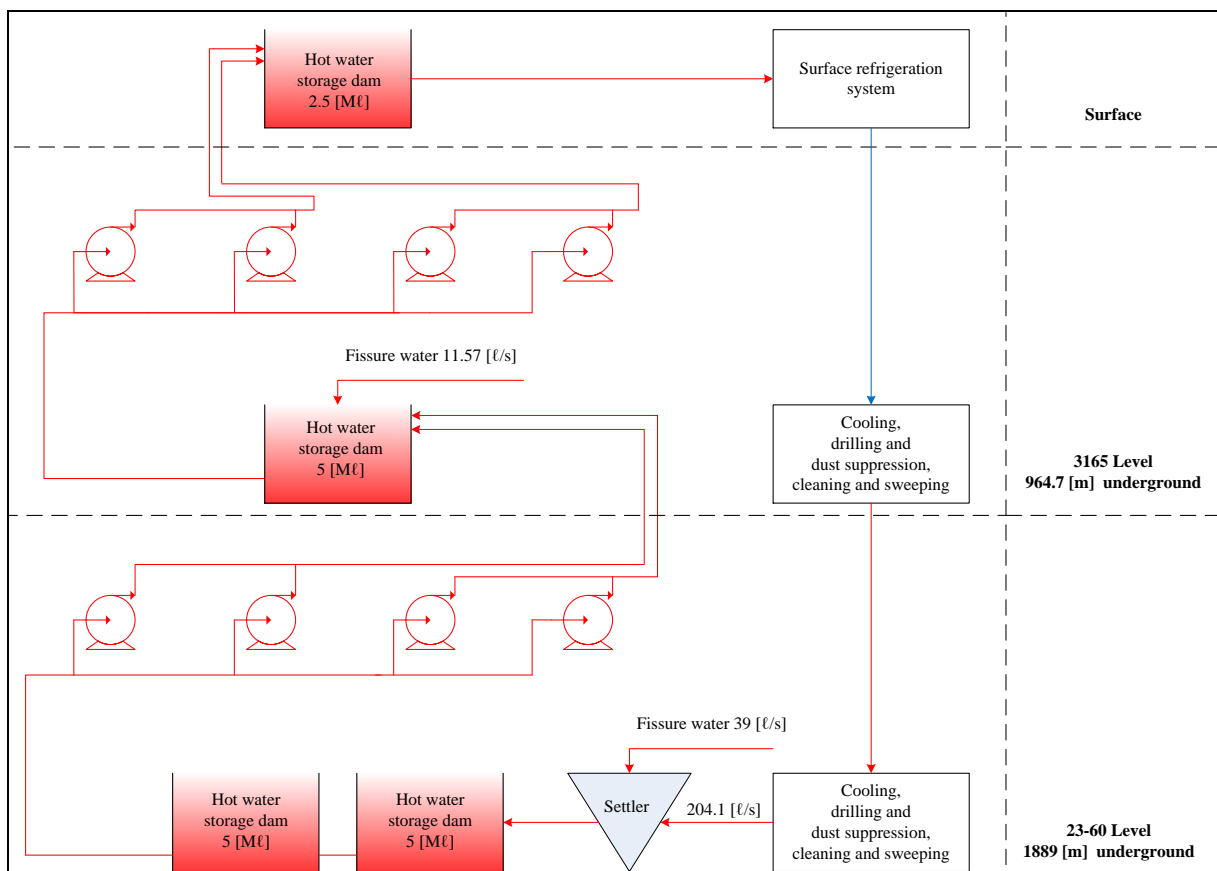 Hot water
storage dam
2.5 [Mℓ]
Surface refrigeration
system
Surface
Fissure water 11.57 [ℓ/s]
Hot water
storage dam
5 [Mℓ]
Cooling,
drilling and
dust suppression,
cleaning and sweeping
3165 Level
964.7 [m] underground
Fissure water 39 [ℓ/s]
Hot water
storage dam
5 [Mℓ]
Hot water
storage dam
5 [Mℓ]
Settler
204.1 [ℓ/s]
Cooling,
drilling and
dust suppression,
cleaning and sweeping
23-60 Level
1889 [m] underground